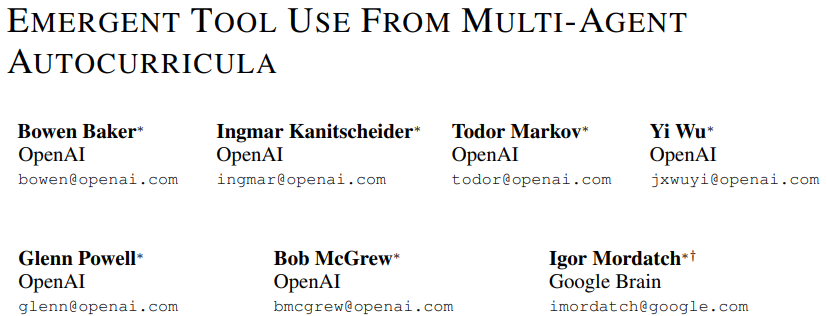 EMERGENT TOOL USE FROM MULTI-AGENT
AUTOCURRICULA
Bowen Baker* Ingmar Kanitscheider* Todor Markov* Yi Wu*
OpenAI OpenAI OpenAI OpenAI
bowen@openai.com ingmar@openai.com todor@openai.com jxwuyi@openai.com
Glenn Powell* Bob McGrew* Igor Mordatch*†
OpenAI OpenAI Google Brain
glenn@openai.com bmcgrew@openai.com imordatch@google.com